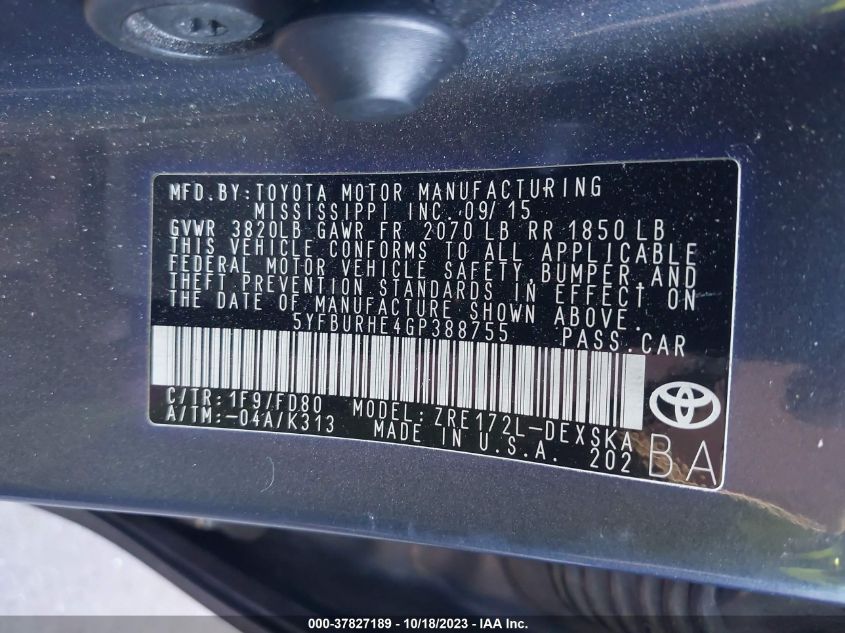 MFD. BY: TOYOTA MOTOR MANUFACTURING
MISSISSIPPI INC. 09/15
GVWR 3820LB GAWR FR 2070 LB RR 1850 LB
THIS VEHICLE CONFORMS TO ALL APPLICABLE
FEDERAL MOTOR VEHICLE SAFETY, BUMPER, AND
THEFT PREVENTION STANDARDS IN EFFECT ON
THE DATE OF MANUFACTURE SHOWN ABOVE.
5YFBURHE4GP388755 PASS. CAR
C/TR: 1F9/FD80 MODEL: ZRE172L-DEXSKA
A/TM: -04A/K313 MADE IN U.S.A. 202
BA
000-37827189 - 10/18/2023 - IAA Inc.